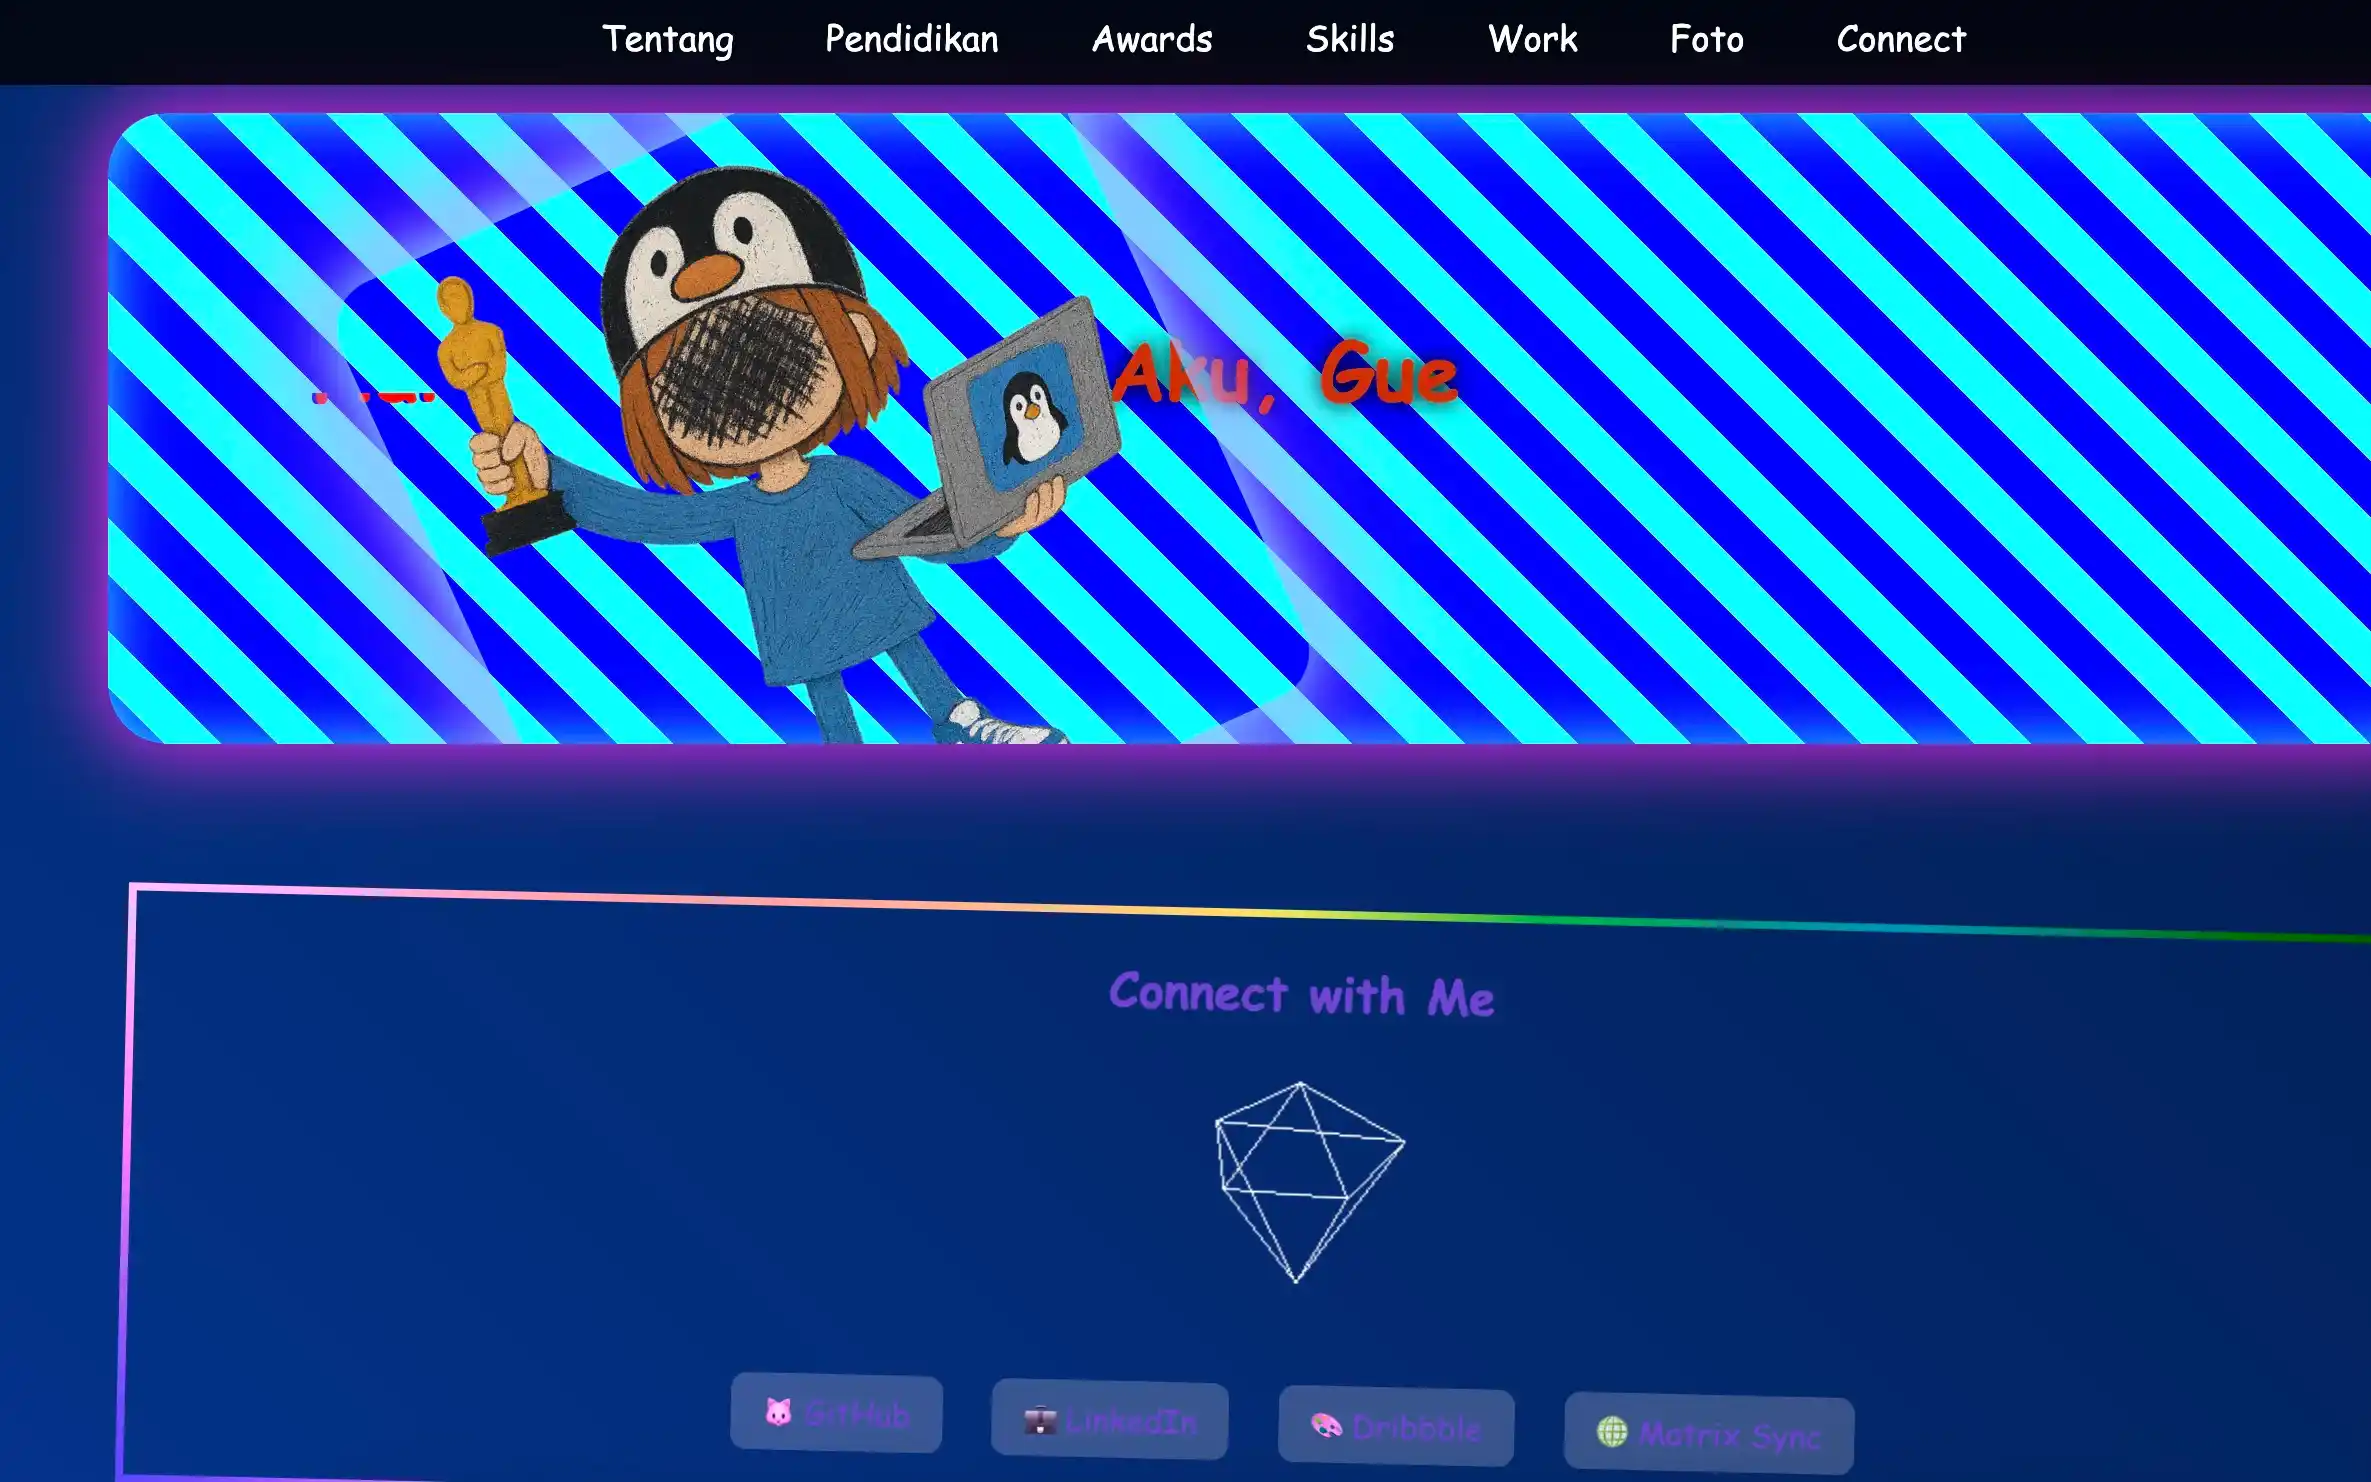 Tentang Pendidikan Awards Skills Work Foto Connect
Aku, Gue
Connect with Me
GitHub LinkedIn Dribbble Matrix Sync